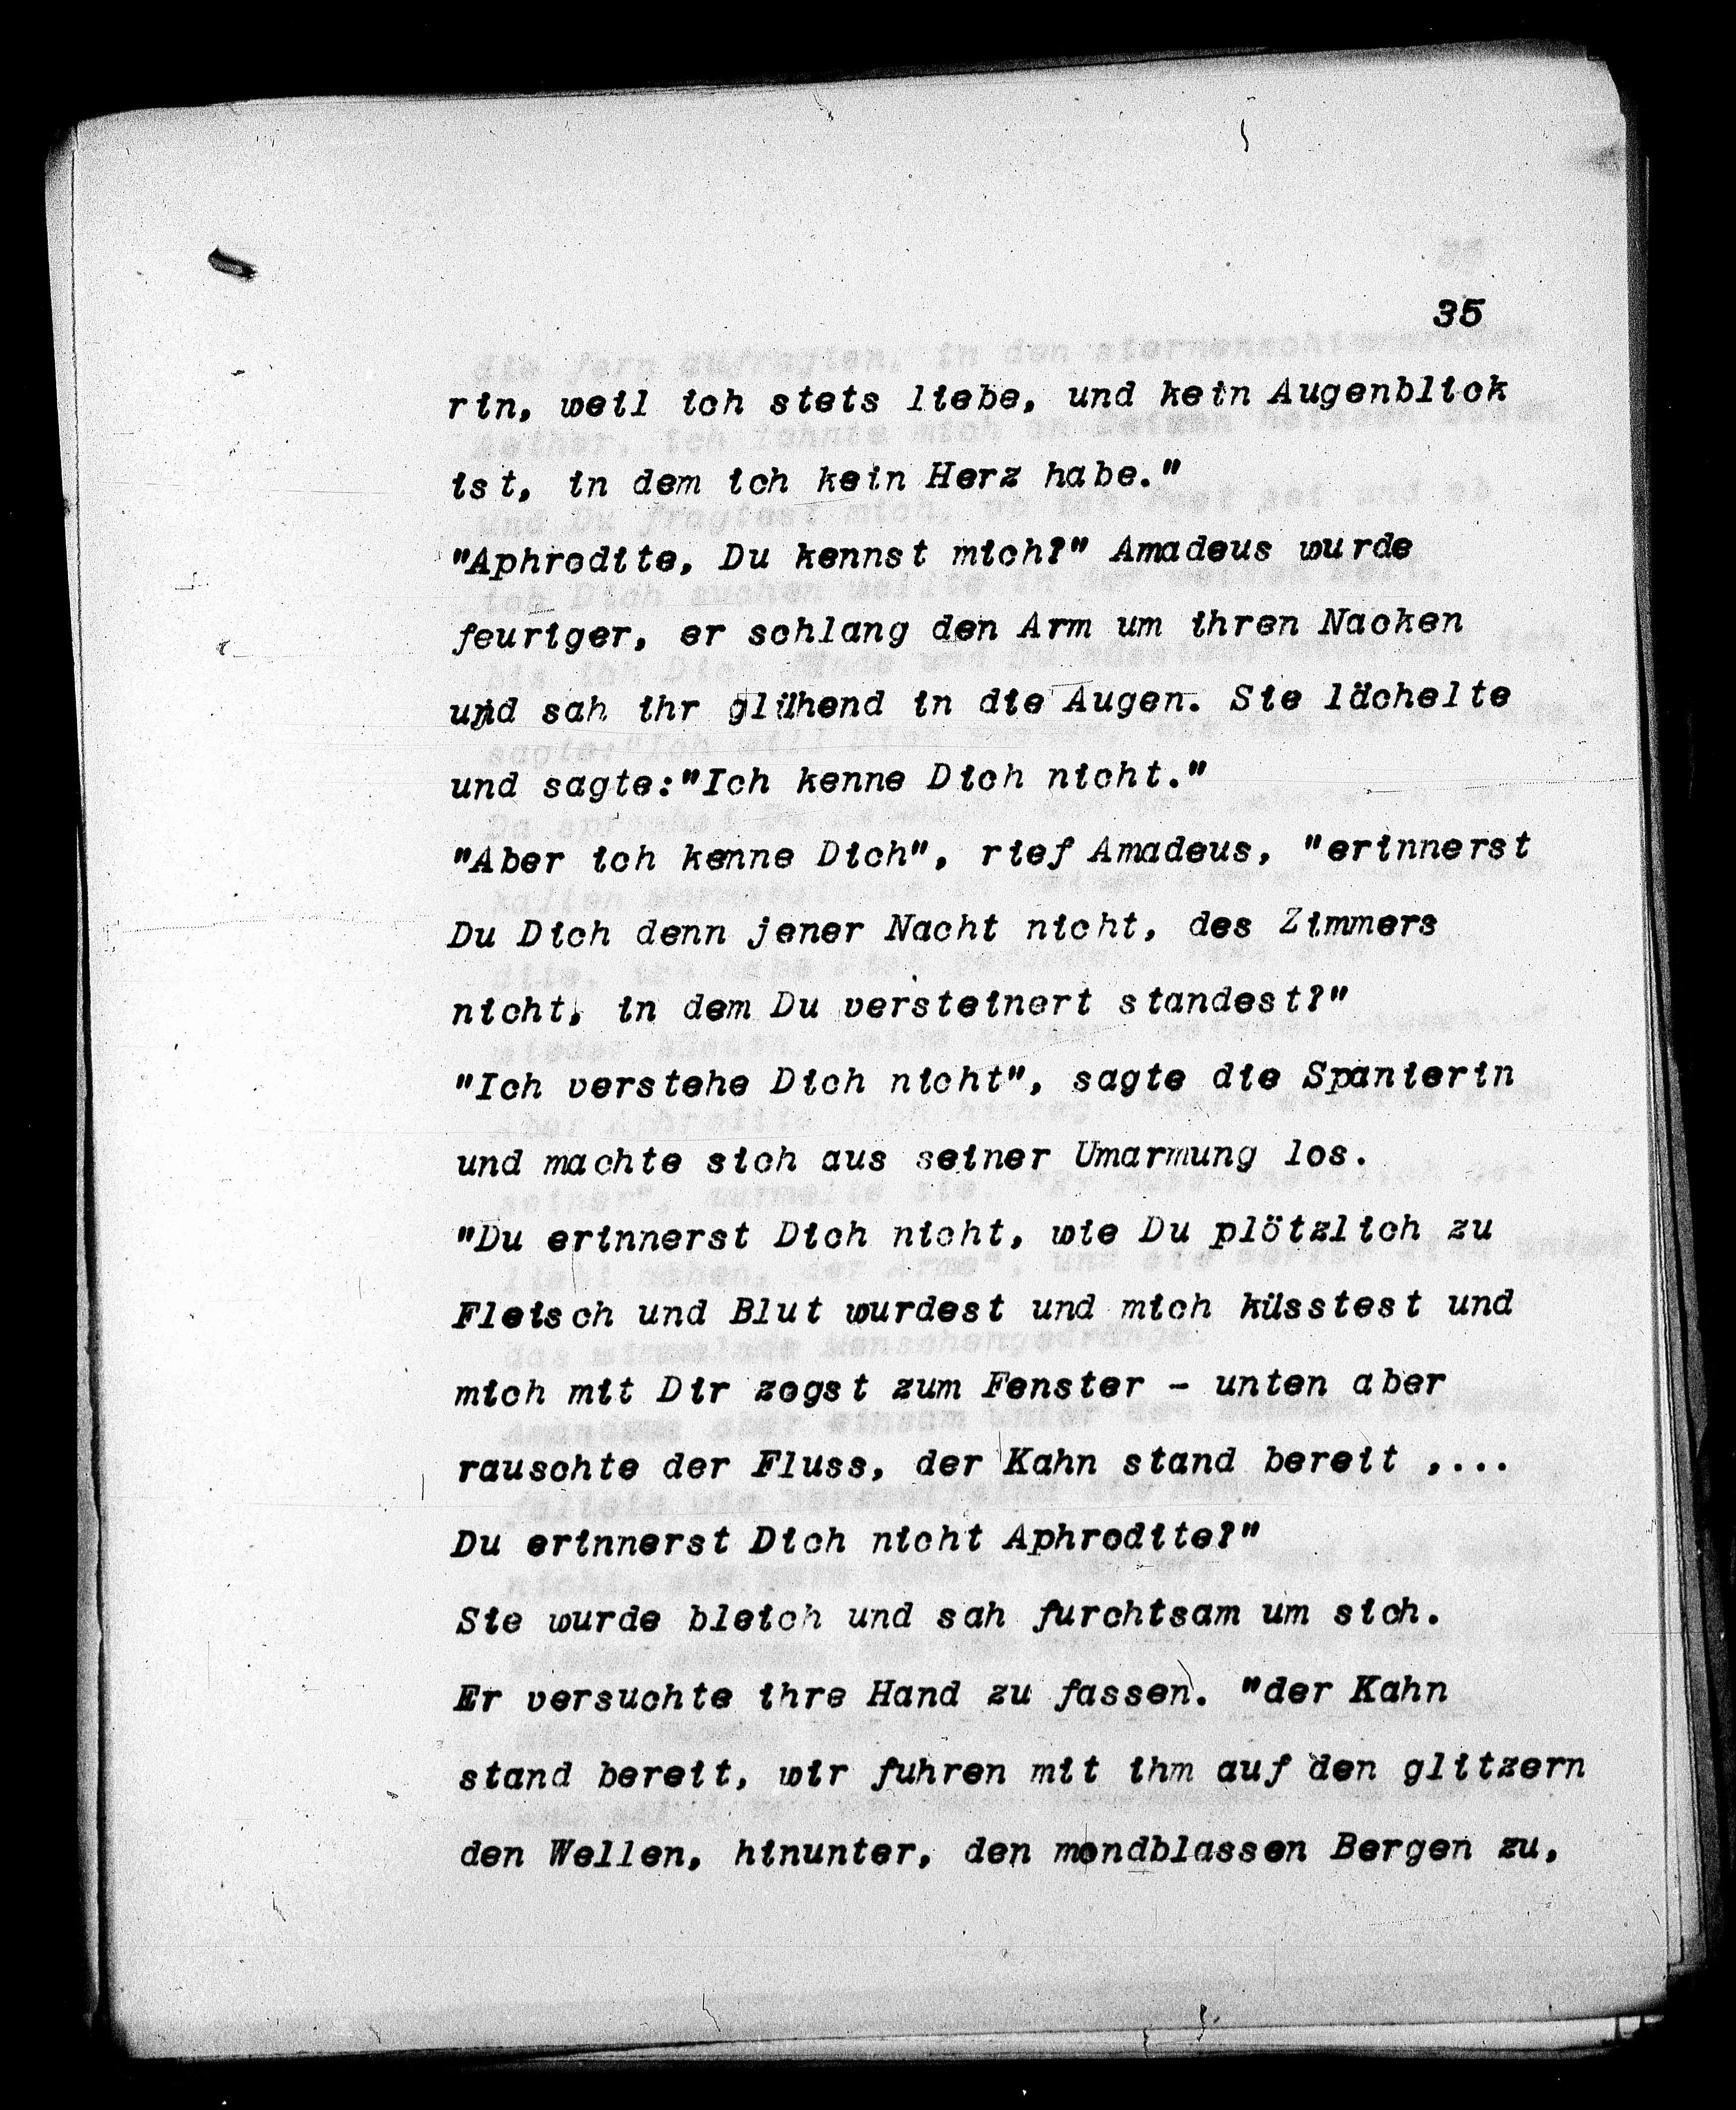 35
rin, weil ich stets liebe, und kein Augenblick
ist, in dem ich kein Herz habe."
"Aphrodite, Du kennst mich?" Amadeus wurde
feuriger, er schlang den Arm um ihren Nacken
und sah ihr glühend in die Augen. Sie lächelte
und sagte:"Ich kenne Dich nicht."
"Aber ich kenne Dich", rief Amadeus, "erinnerst
Du Dich denn jener Nacht nicht, des Zimmers
nicht, in dem Du versteinert standest?"
"Ich verstehe Dich nicht", sagte die Spanierin
und machte sich aus seiner Umarmung los.
"Du erinnerst Dich nicht, wie Du plötzlich zu
Fleisch und Blut wurdest und mich küsstest und
mich mit Dir zogst zum Fenster - unten aber
rauschte der Fluss, der Kahn stand bereit ,...
Du erinnerst Dich nicht Aphrodite?"
Sie wurde bleich und sah furchtsam um sich.
Er versuchte ihre Hand zu fassen. "der Kahn
stand bereit, wir fuhren mit ihm auf den glitzern
den Wellen, hinunter, den mondblassen Bergen zu,